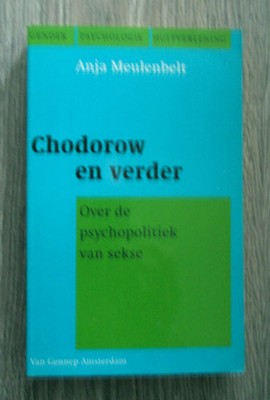 GENDER PSYCHOLOGIE HULPVERLENING
Anja Meulenbelt
Chodorow
en verder
Over de
psychopolitiek
van sekse
Van Gennep Amsterdam